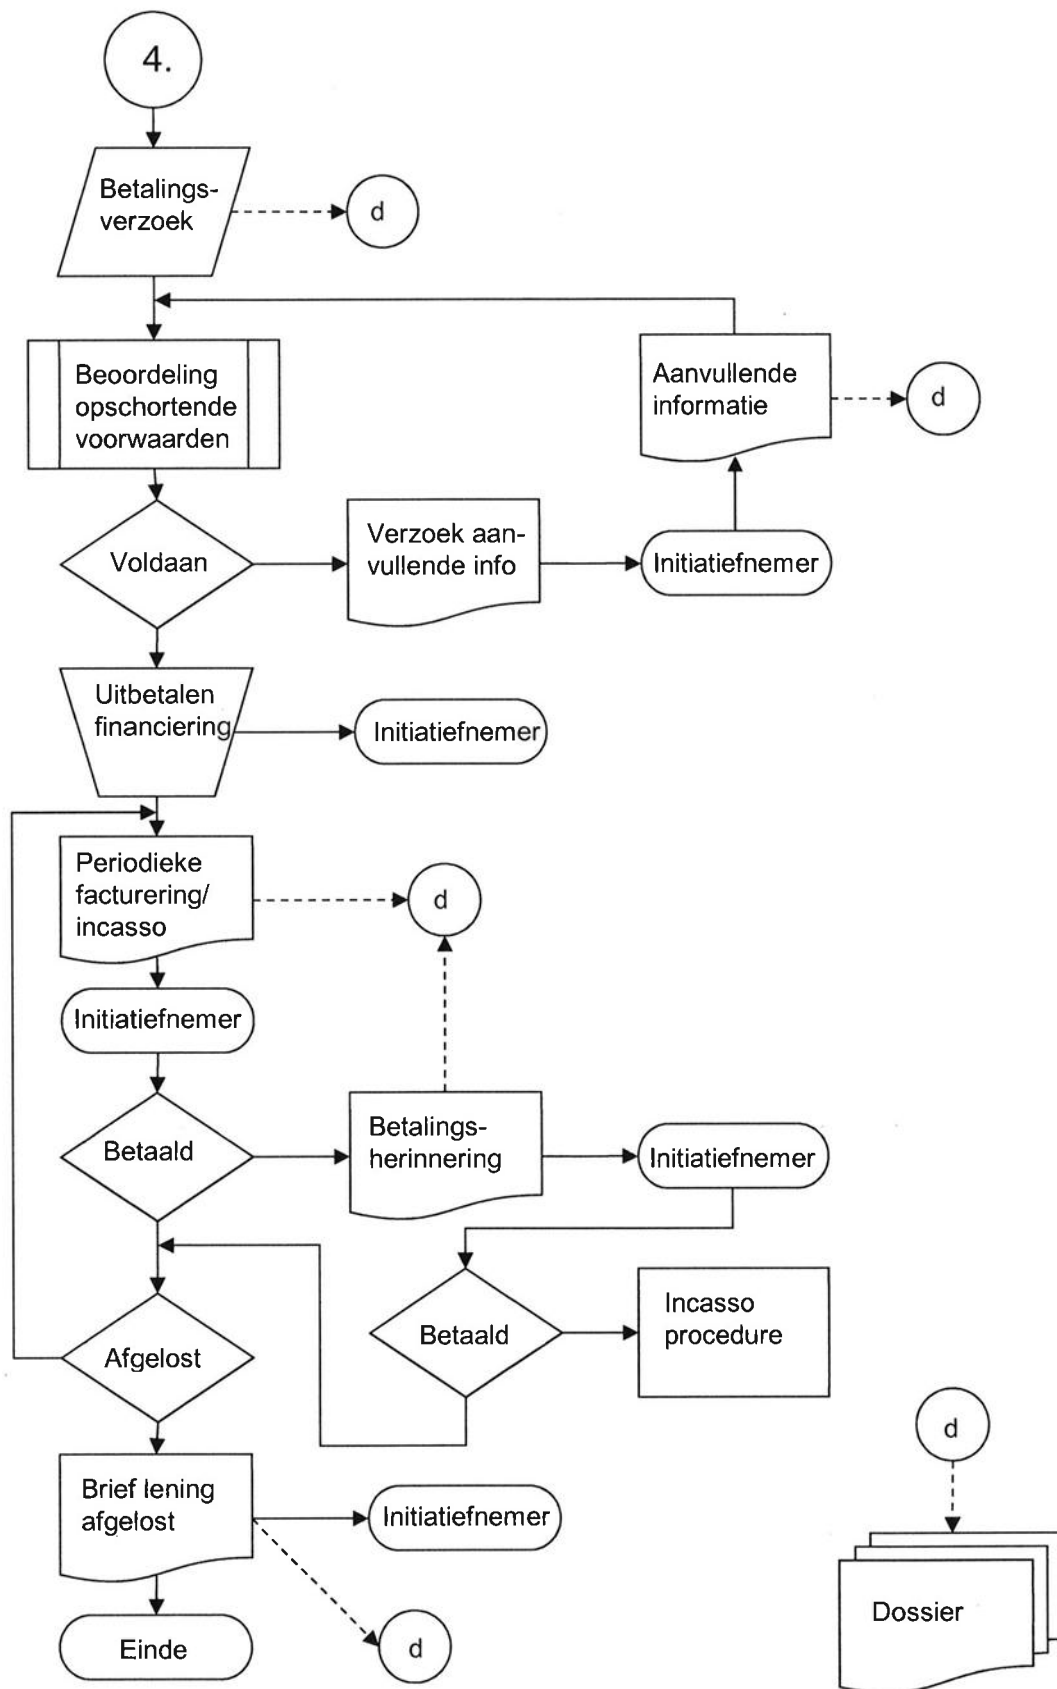 4.
Betalings-
verzoek
d
Beoordeling
opschortende
voorwaarden
Aanvullende
informatie
d
Voldaan
Verzoek aan-
vullende info
Initiatiefnemer
Uitbetalen
financiering
Initiatiefnemer
Periodieke
facturering/
incasso
d
Initiatiefnemer
Betaald
Betalings-
herinnering
Initiatiefnemer
Afgelost
Betaald
Incasso
procedure
Brief lening
afgelost
Initiatiefnemer
d
Einde
d
Dossier